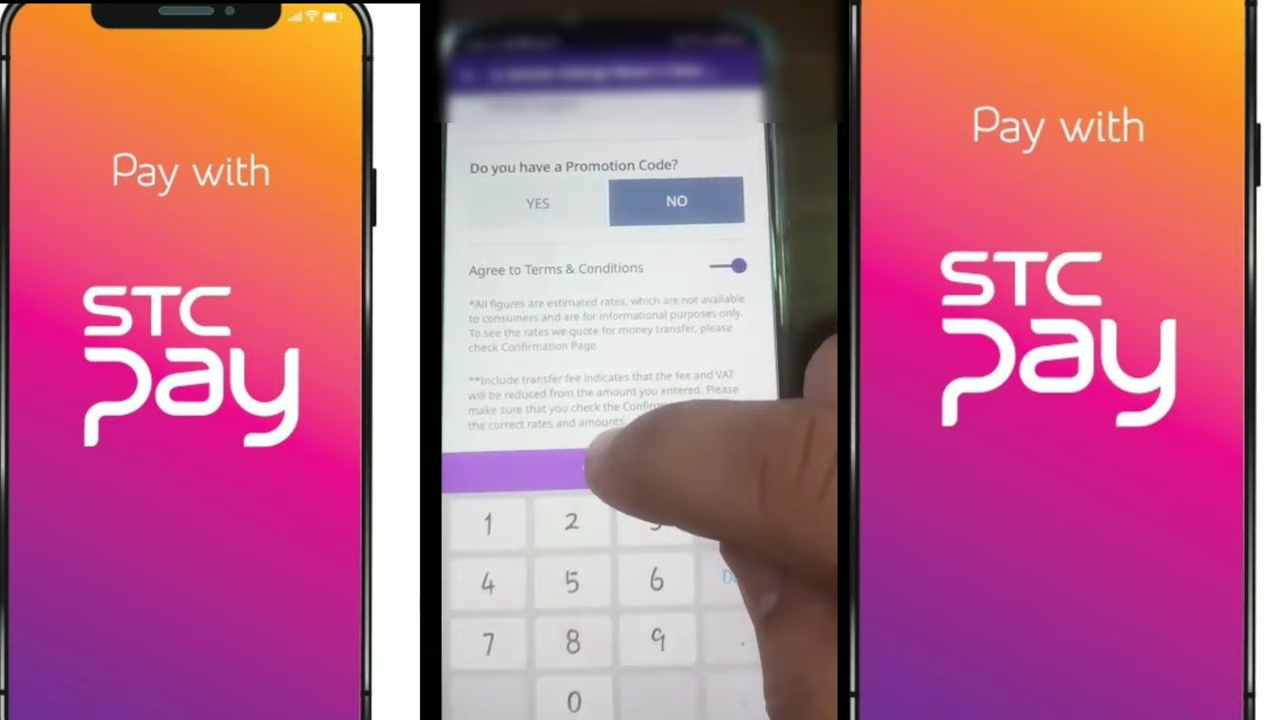 Pay with
STC
pay
Do you have a Promotion Code?
YES
NO
Agree to Terms & Conditions
*All figures are estimated rates, which are not available
to consumers and are for informational purposes only.
To see the rates we quote for money transfer, please
check Confirmation Page.
**Include transfer fee indicates that the fee and VAT
will be reduced from the amount you entered. Please
make sure that you check the
the correct rates and amounts.
1
2
3
4
5
6
7
8
9
.
0
Pay with
STC
pay